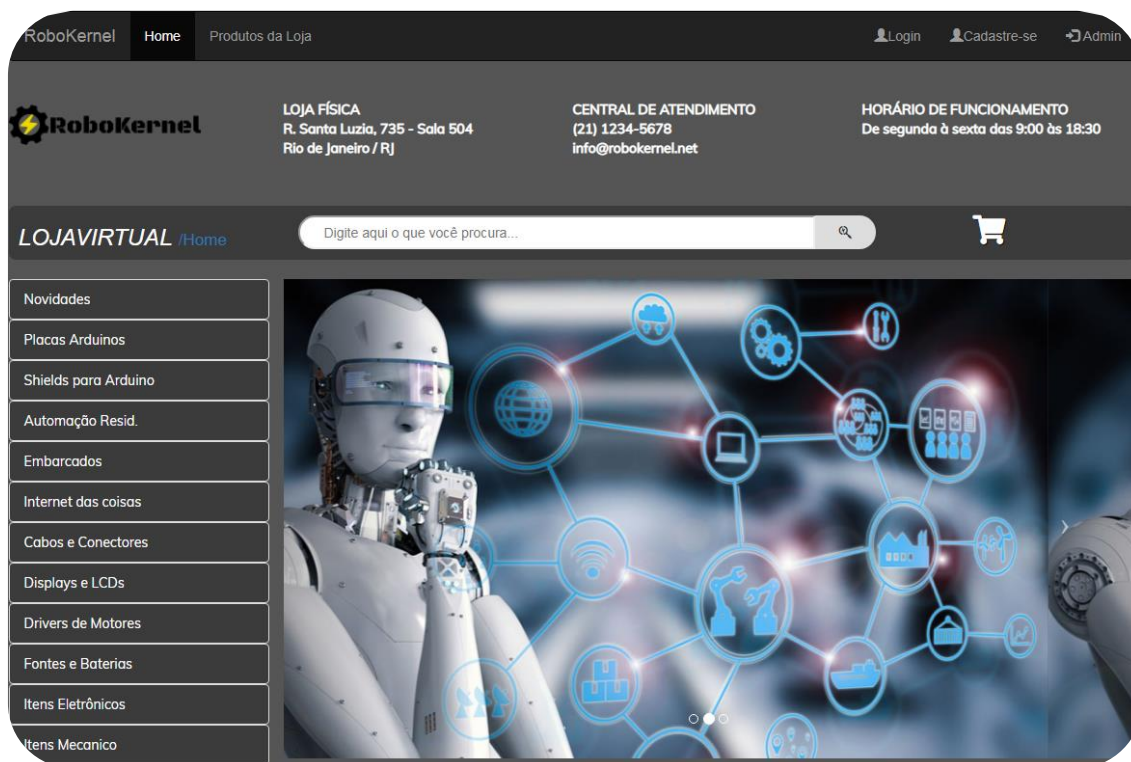 RoboKernel Home Produtos da Loja Login Cadastre-se Admin
RoboKernel
LOJA FÍSICA
R. Santa Luzia, 735 - Sala 504
Rio de Janeiro / RJ
CENTRAL DE ATENDIMENTO
(21) 1234-5678
info@robokernel.net
HORÁRIO DE FUNCIONAMENTO
De segunda à sexta das 9:00 às 18:30
LOJAVIRTUAL /Home
Digite aqui o que você procura...
Novidades
Placas Arduinos
Shields para Arduino
Automação Resid.
Embarcados
Internet das coisas
Cabos e Conectores
Displays e LCDs
Drivers de Motores
Fontes e Baterias
Itens Eletrônicos
Itens Mecanico